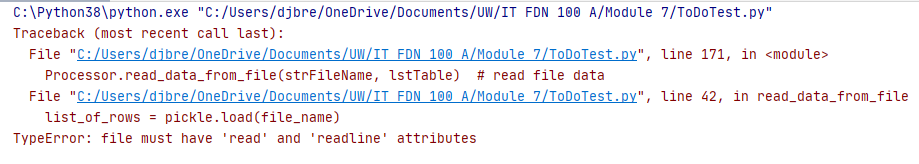 C:\Python38\python.exe "C:/Users/djbre/OneDrive/Documents/UW/IT FDN 100 A/Module 7/ToDoTest.py"
Traceback (most recent call last):
  File "C:/Users/djbre/OneDrive/Documents/UW/IT FDN 100 A/Module 7/ToDoTest.py", line 171, in <module>
    Processor.read_data_from_file(strFileName, lstTable)  # read file data
  File "C:/Users/djbre/OneDrive/Documents/UW/IT FDN 100 A/Module 7/ToDoTest.py", line 42, in read_data_from_file
    list_of_rows = pickle.load(file_name)
TypeError: file must have 'read' and 'readline' attributes